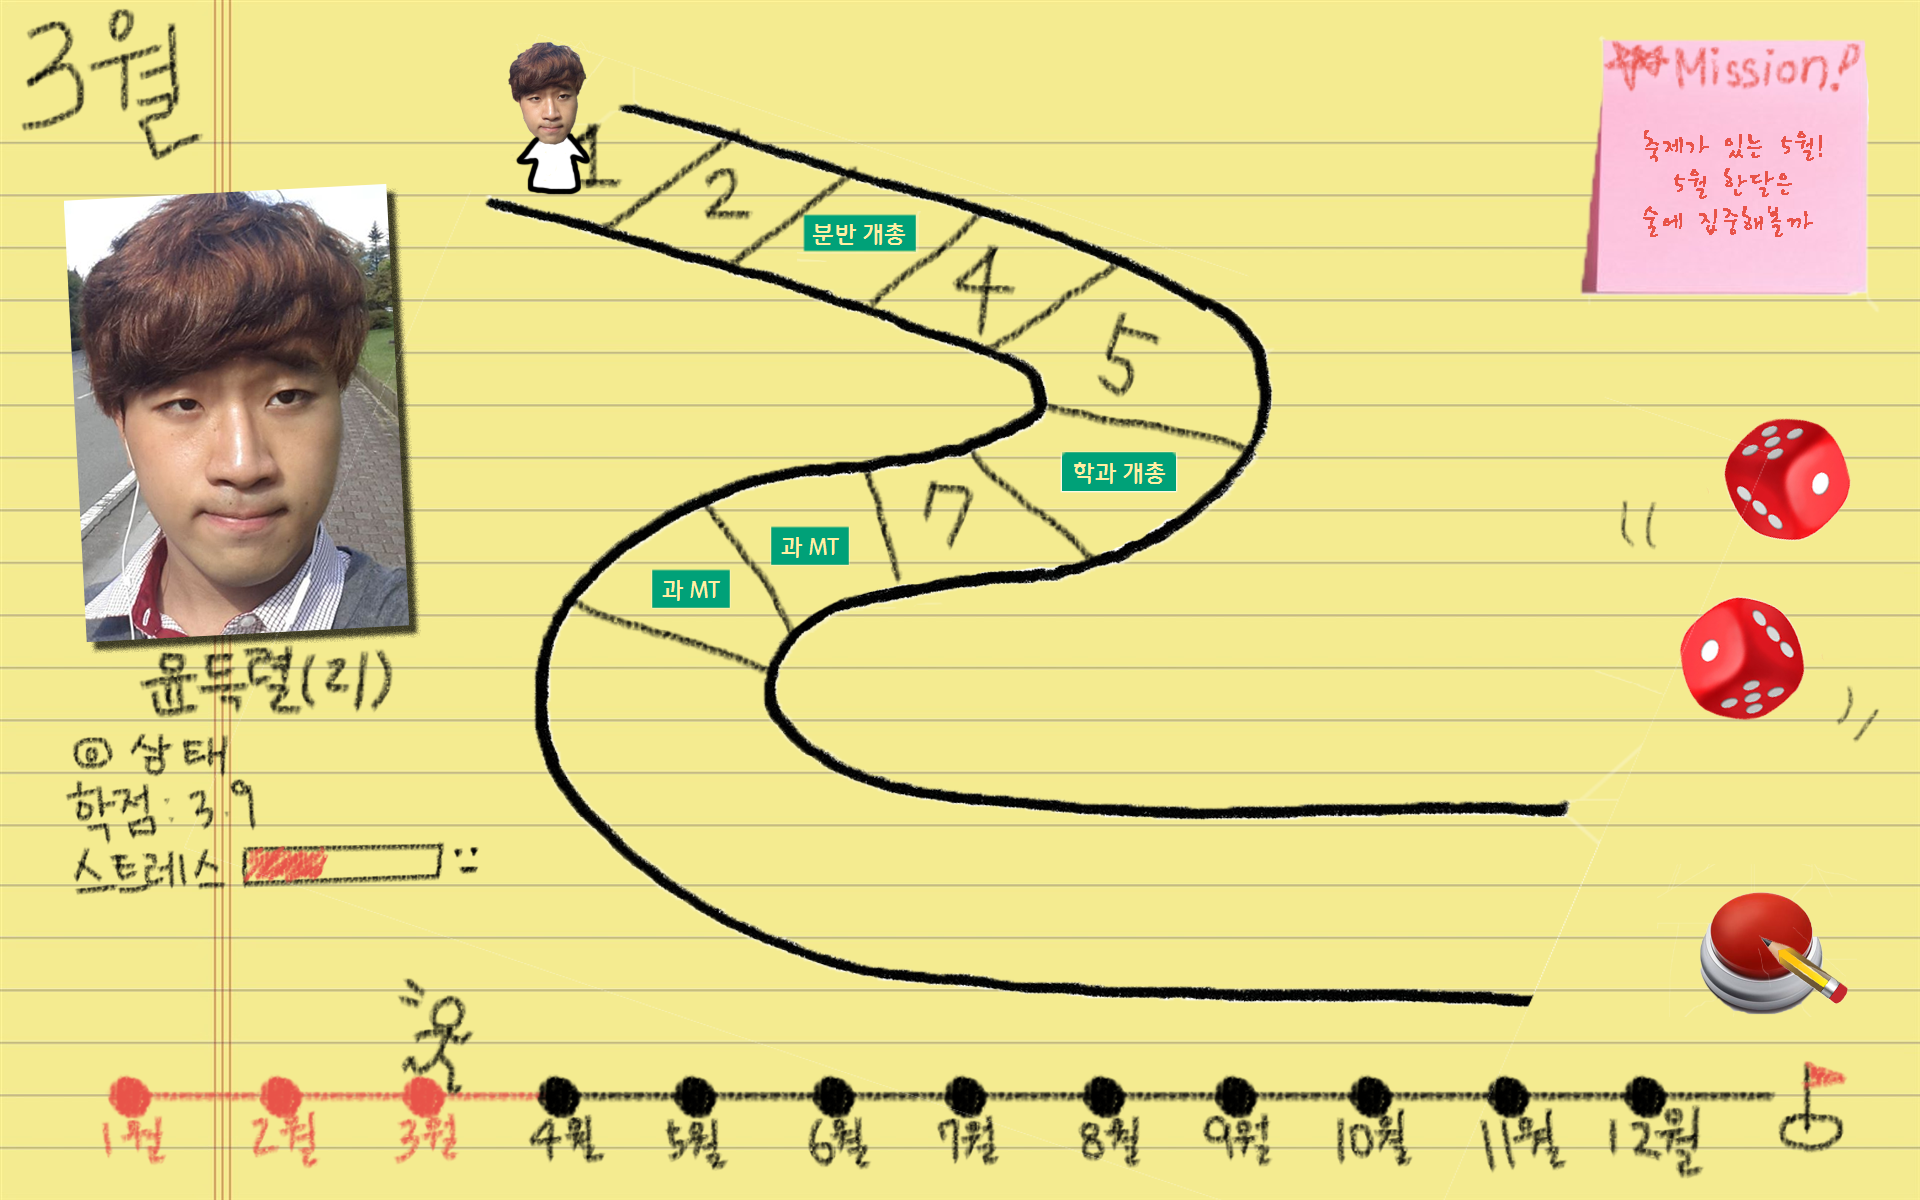 3월
Mission!
축제가 있는 5월!
5월 한달은
술에 집중해볼까
1
2
분반 개총
4
5
학과 개총
7
과 MT
과 MT
윤득렬(21)
상태
학점: 3.9
스트레스
1월 2월 3월 4월 5월 6월 7월 8월 9월 10월 11월 12월